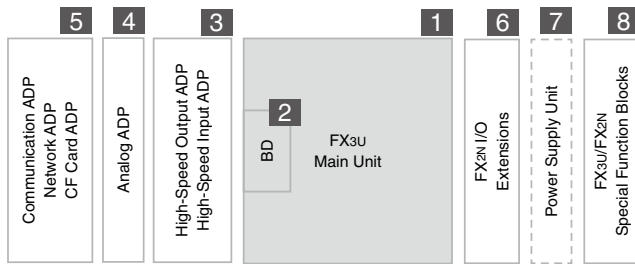 5
4
3
1
6
7
8
Communication ADP
Network ADP
CF Card ADP
Analog ADP
High-Speed Output ADP
High-Speed Input ADP
2
BD
FX3U
Main Unit
FX2N I/O
Extensions
Power Supply Unit
FX3U/FX2N
Special Function Blocks